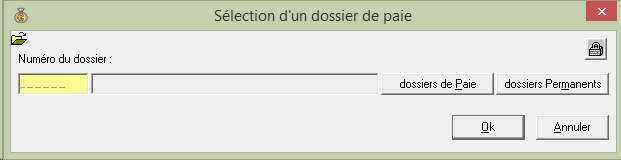 Sélection d'un dossier de paie
Numéro du dossier :
_ _ _ _ _ _ dossiers de Paie dossiers Permanents
Ok Annuler